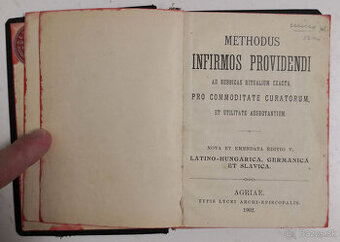 METHODUS
INFIRMOS PROVIDENDI
AD RUBRICAS RITUALIUM EXACTA,
PRO COMMODITATE CURATORUM,
ET UTILITATE AEGROTANTIUM.
NOVA ET EMENDATA EDITIO V.
LATINO-HUNGARICA, GERMANICA
ET SLAVICA.
AGRIAE.
TYPIS LYCEI ARCHI-EPISCOPALIS.
1902.